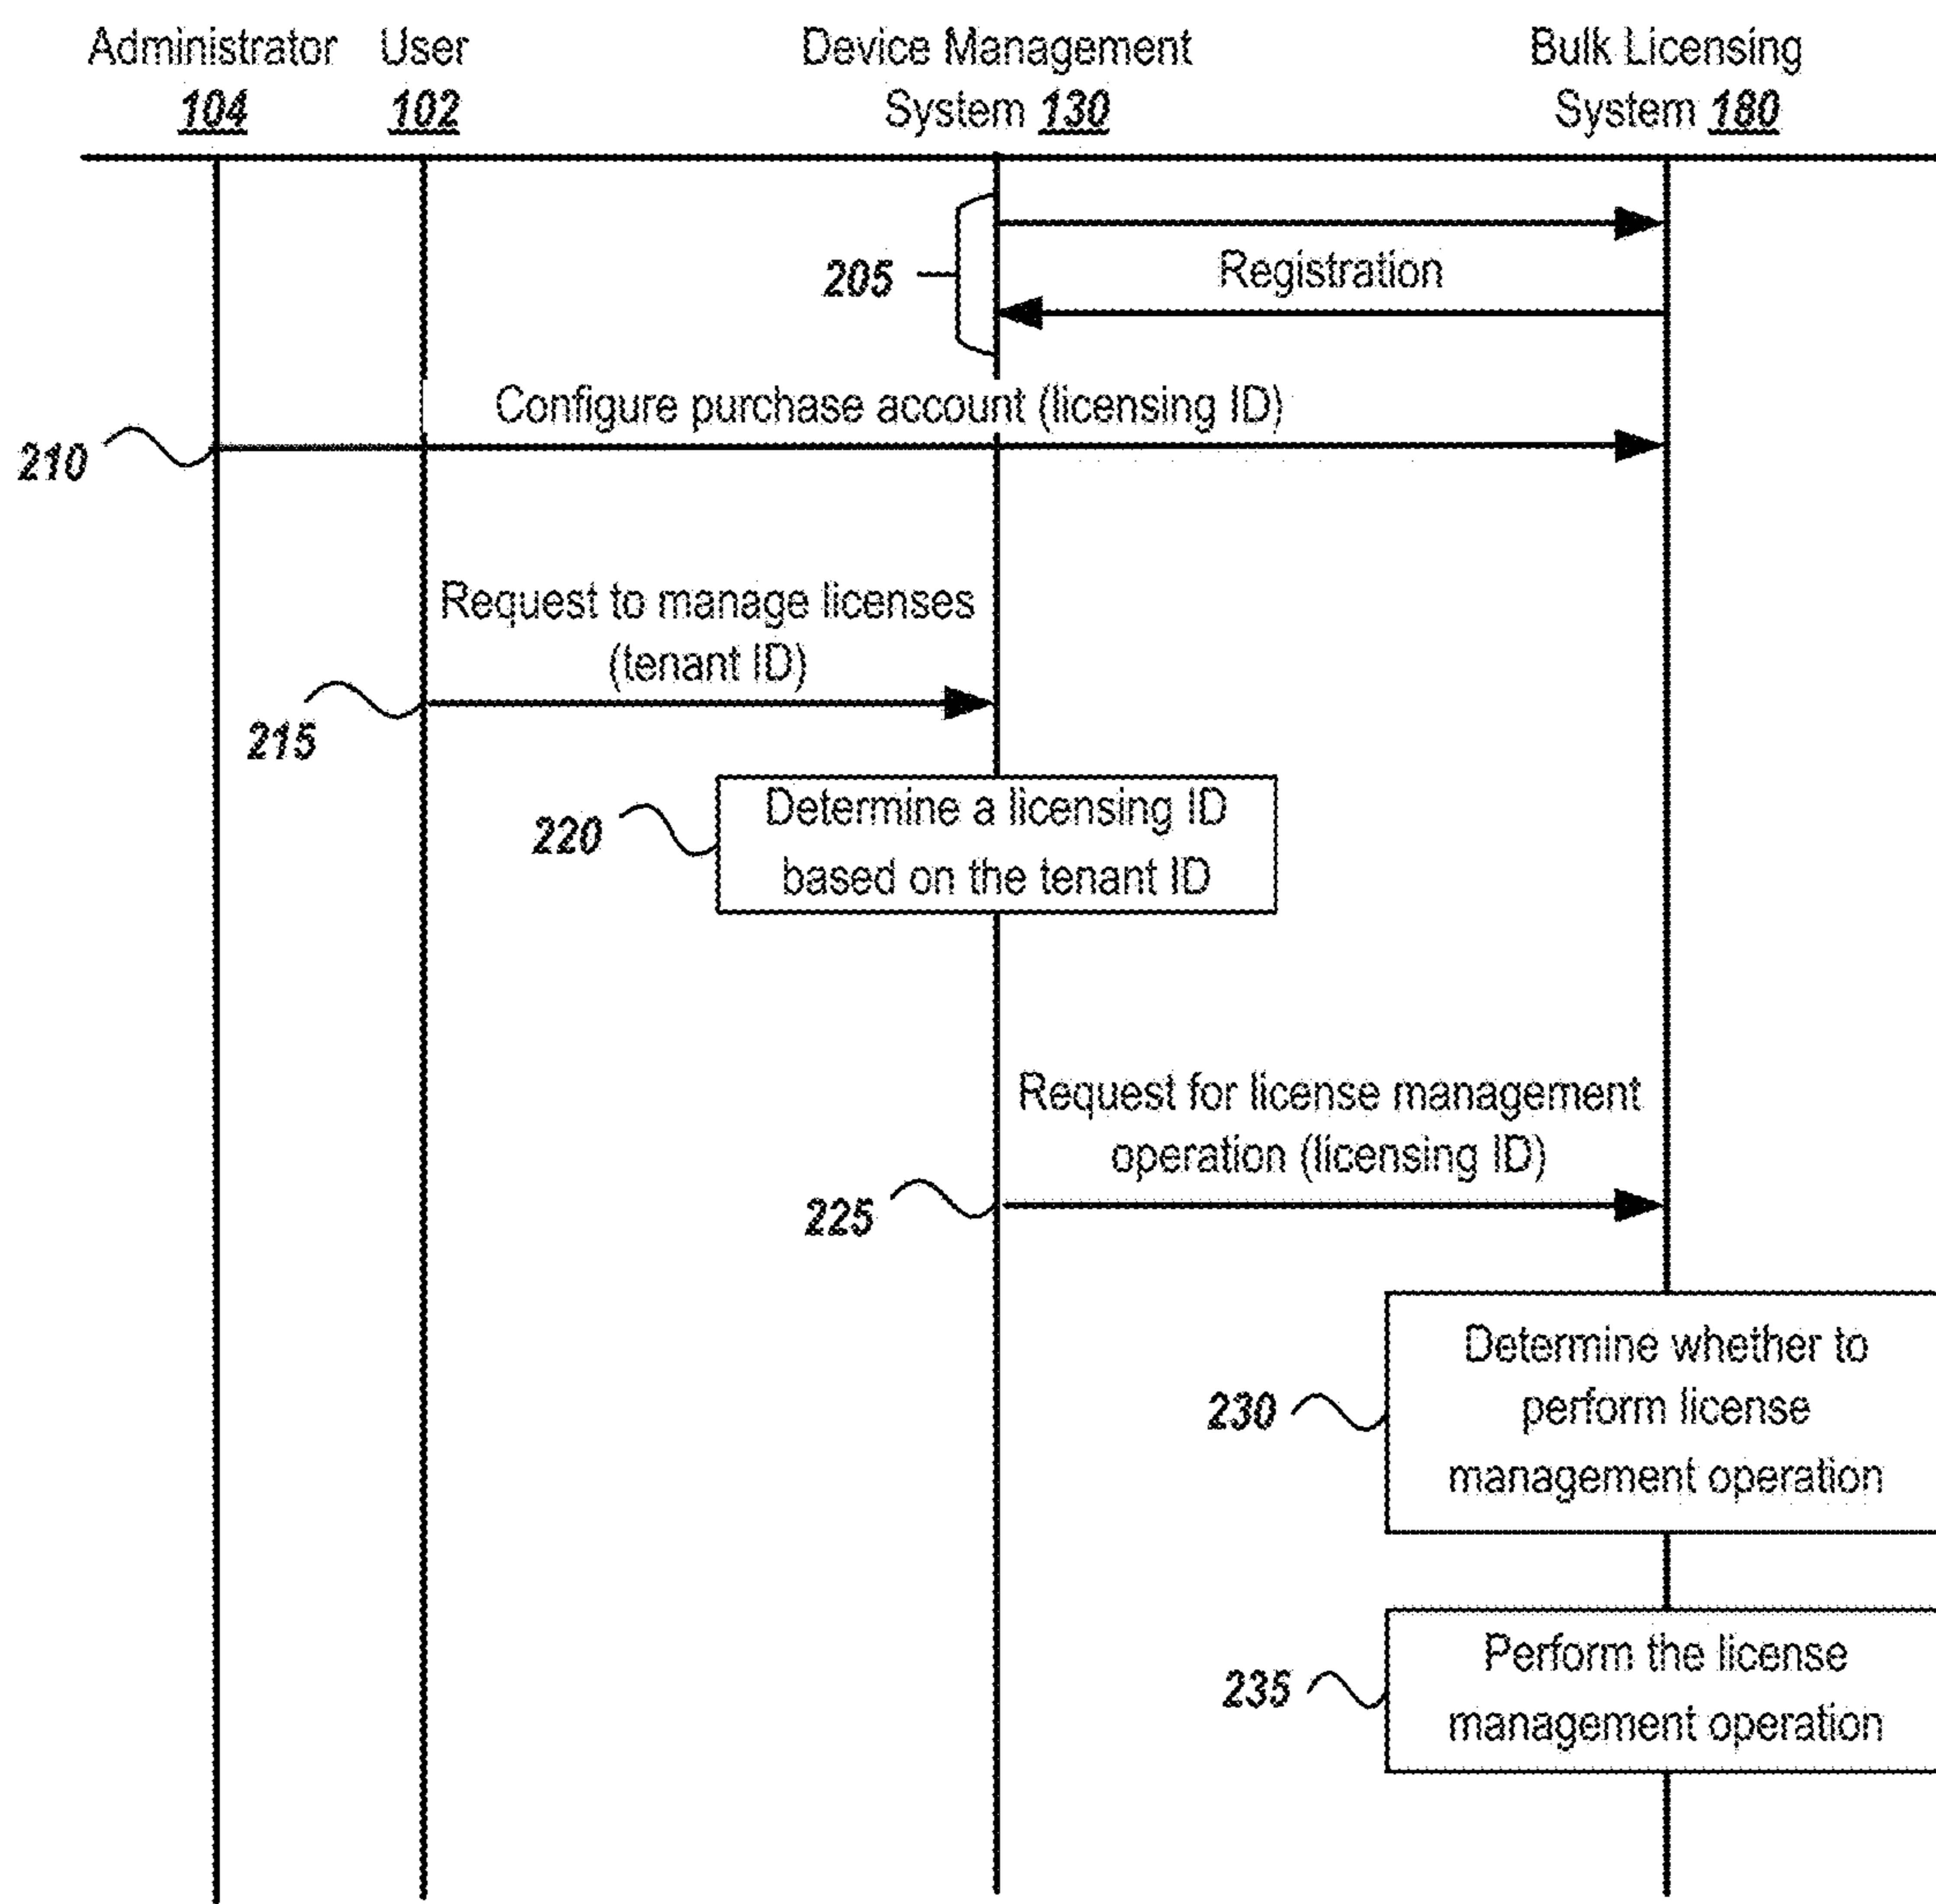 Administrator
104
User
102
Device Management
System 130
Bulk Licensing
System 180
205
Registration
Configure purchase account (licensing ID)
210
Request to manage licenses
(tenant ID)
215
220
Determine a licensing ID
based on the tenant ID
Request for license management
operation (licensing ID)
225
230
Determine whether to
perform license
management operation
235
Perform the license
management operation